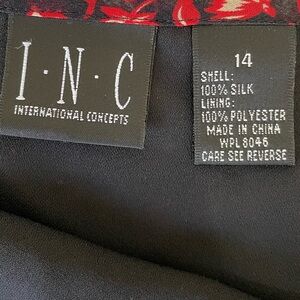 I·N·C
INTERNATIONAL CONCEPTS
14
SHELL:
100% SILK
LINING:
100% POLYESTER
MADE IN CHINA
WPL 8046
CARE SEE REVERSE